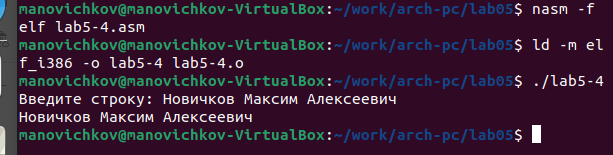 manovichkov@manovichkov-VirtualBox:~/work/arch-pc/lab05$ nasm -f
elf lab5-4.asm
manovichkov@manovichkov-VirtualBox:~/work/arch-pc/lab05$ ld -m el
f_i386 -o lab5-4 lab5-4.o
manovichkov@manovichkov-VirtualBox:~/work/arch-pc/lab05$ ./lab5-4
Введите строку: Новичков Максим Алексеевич
Новичков Максим Алексеевич
manovichkov@manovichkov-VirtualBox:~/work/arch-pc/lab05$